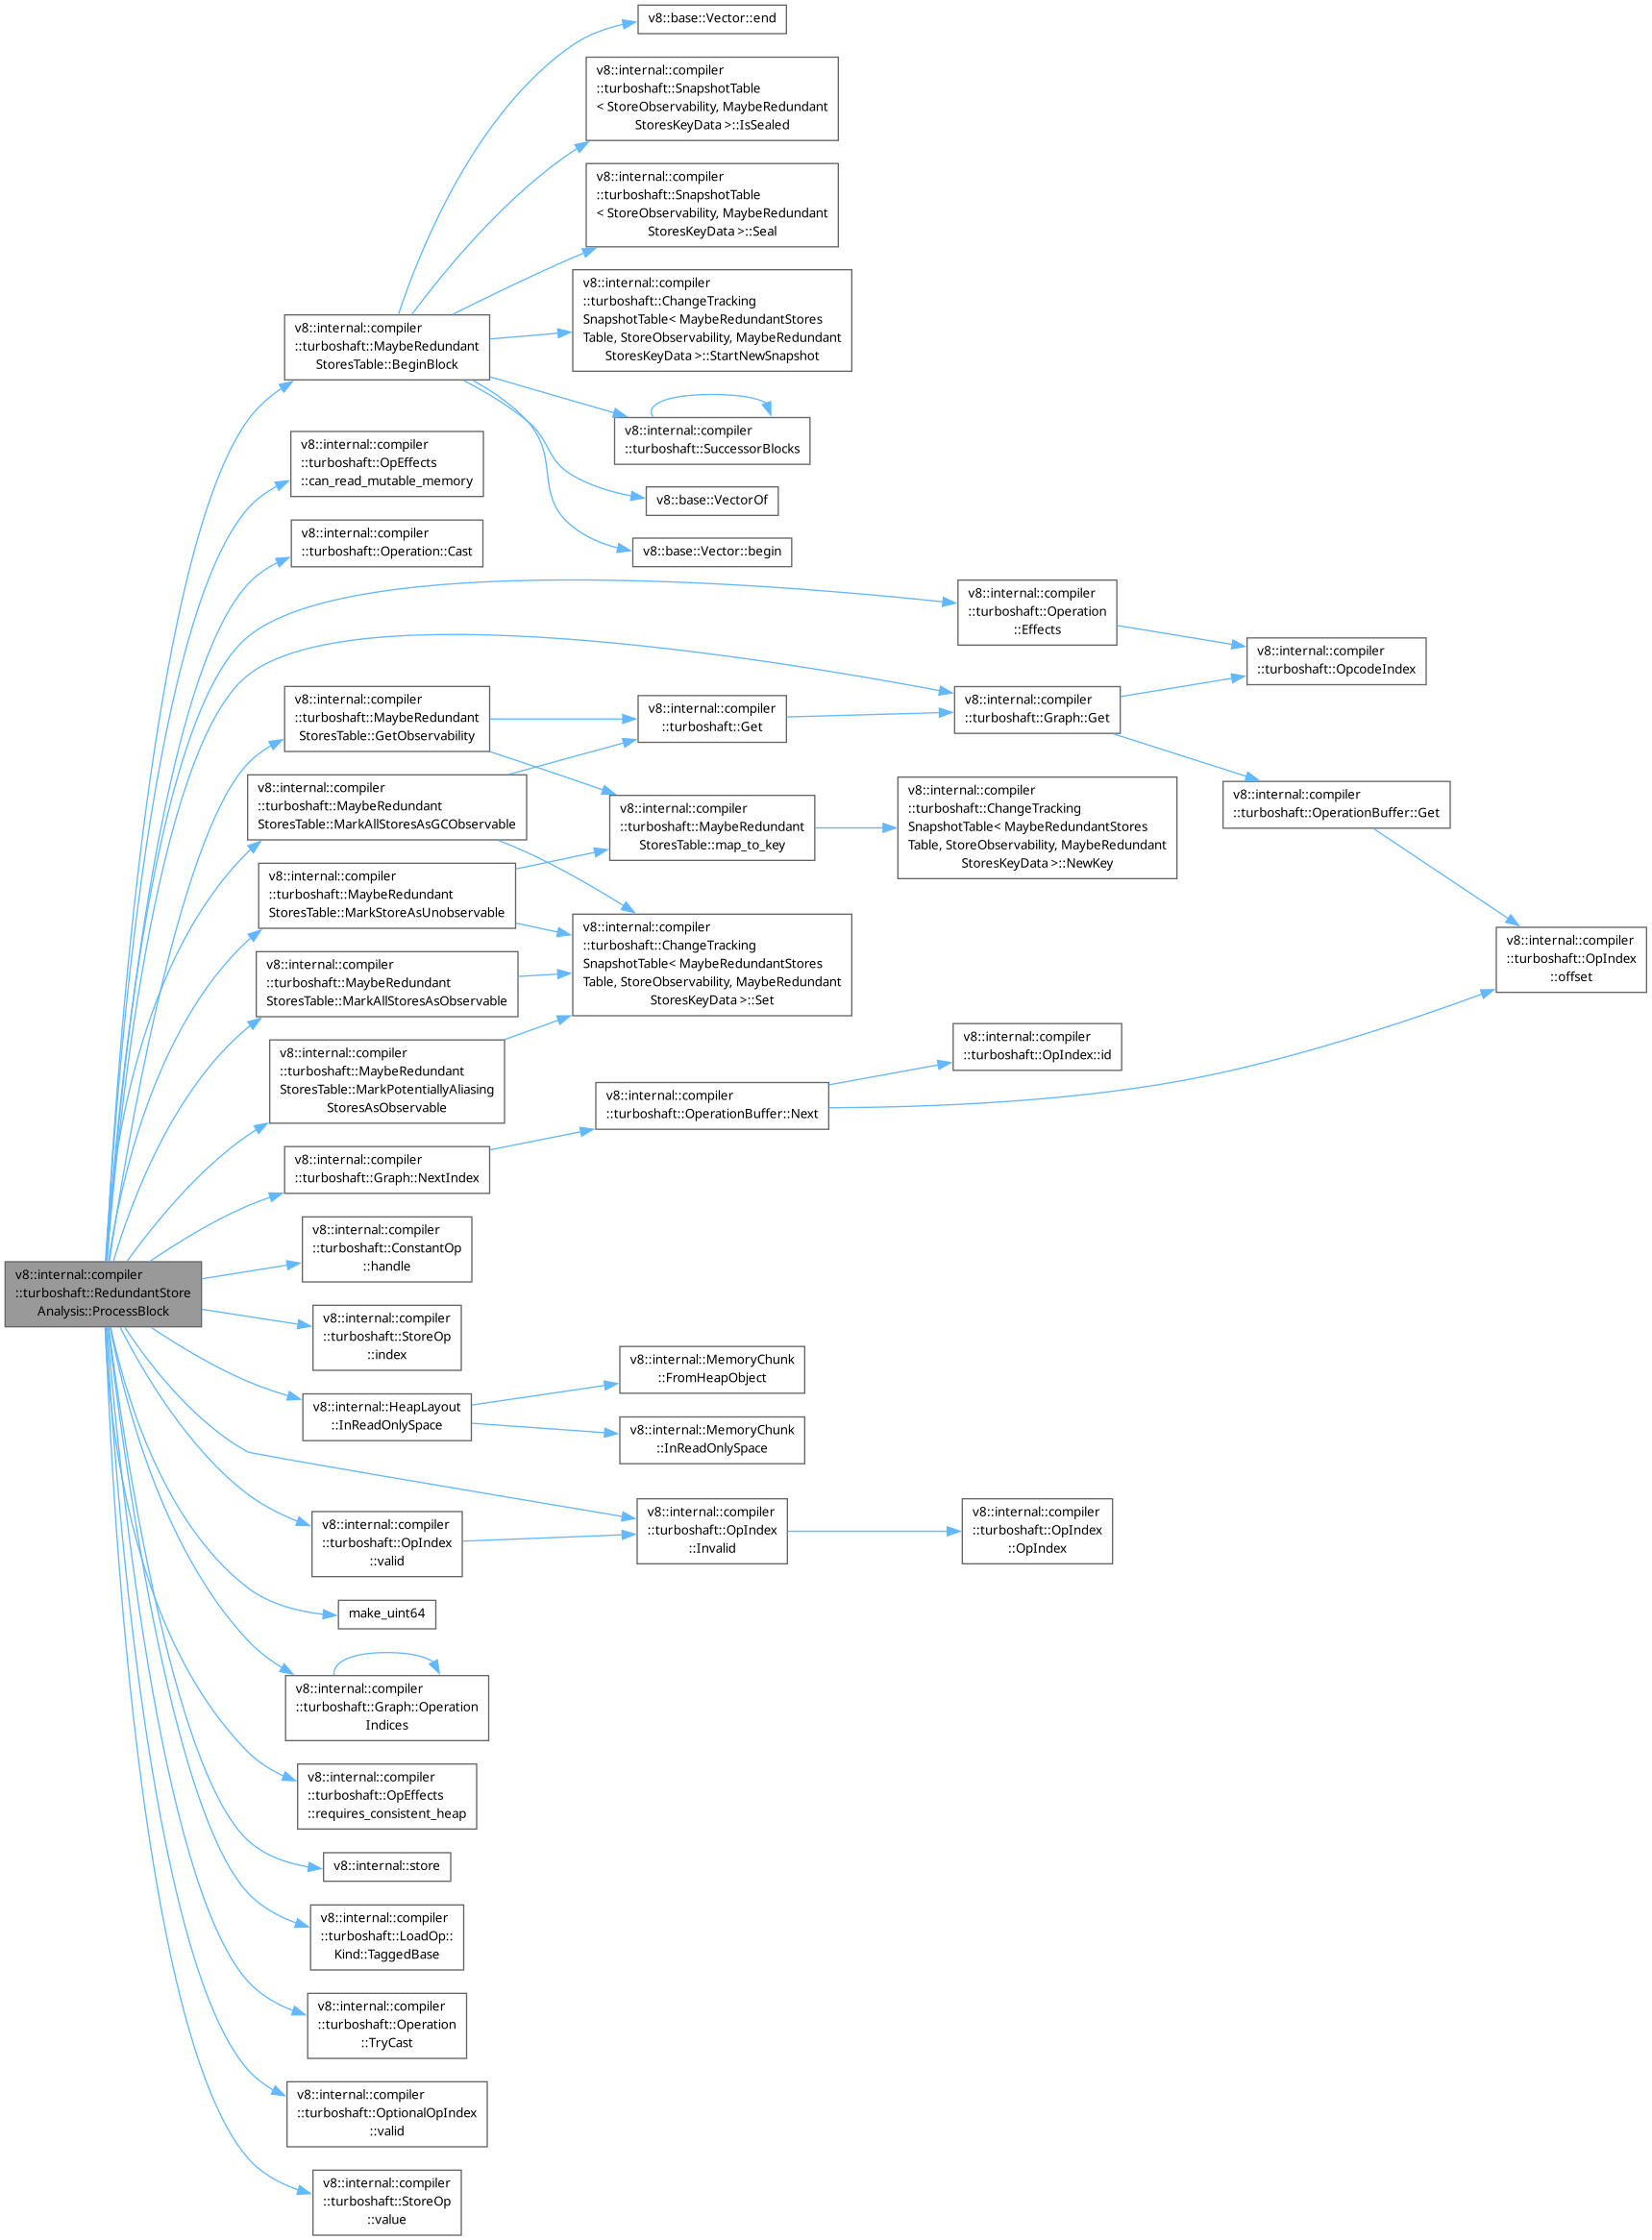 v8::base::Vector::end
v8::internal::compiler
::turboshaft::SnapshotTable
< StoreObservability, MaybeRedundant
StoresKeyData >::IsSealed
v8::internal::compiler
::turboshaft::SnapshotTable
< StoreObservability, MaybeRedundant
StoresKeyData >::Seal
v8::internal::compiler
::turboshaft::ChangeTracking
SnapshotTable< MaybeRedundantStores
Table, StoreObservability, MaybeRedundant
StoresKeyData >::StartNewSnapshot
v8::internal::compiler
::turboshaft::MaybeRedundant
StoresTable::BeginBlock
v8::internal::compiler
::turboshaft::SuccessorBlocks
v8::internal::compiler
::turboshaft::OpEffects
::can_read_mutable_memory
v8::base::VectorOf
v8::internal::compiler
::turboshaft::Operation::Cast
v8::base::Vector::begin
v8::internal::compiler
::turboshaft::Operation
::Effects
v8::internal::compiler
::turboshaft::OpcodeIndex
v8::internal::compiler
::turboshaft::MaybeRedundant
StoresTable::GetObservability
v8::internal::compiler
::turboshaft::Get
v8::internal::compiler
::turboshaft::Graph::Get
v8::internal::compiler
::turboshaft::MaybeRedundant
StoresTable::MarkAllStoresAsGCObservable
v8::internal::compiler
::turboshaft::MaybeRedundant
StoresTable::map_to_key
v8::internal::compiler
::turboshaft::ChangeTracking
SnapshotTable< MaybeRedundantStores
Table, StoreObservability, MaybeRedundant
StoresKeyData >::NewKey
v8::internal::compiler
::turboshaft::OperationBuffer::Get
v8::internal::compiler
::turboshaft::MaybeRedundant
StoresTable::MarkStoreAsUnobservable
v8::internal::compiler
::turboshaft::ChangeTracking
SnapshotTable< MaybeRedundantStores
Table, StoreObservability, MaybeRedundant
StoresKeyData >::Set
v8::internal::compiler
::turboshaft::OpIndex
::offset
v8::internal::compiler
::turboshaft::MaybeRedundant
StoresTable::MarkAllStoresAsObservable
v8::internal::compiler
::turboshaft::MaybeRedundant
StoresTable::MarkPotentiallyAliasing
StoresAsObservable
v8::internal::compiler
::turboshaft::OpIndex::id
v8::internal::compiler
::turboshaft::OperationBuffer::Next
v8::internal::compiler
::turboshaft::Graph::NextIndex
v8::internal::compiler
::turboshaft::ConstantOp
::handle
v8::internal::compiler
::turboshaft::RedundantStore
Analysis::ProcessBlock
v8::internal::compiler
::turboshaft::StoreOp
::index
v8::internal::HeapLayout
::InReadOnlySpace
v8::internal::MemoryChunk
::FromHeapObject
v8::internal::MemoryChunk
::InReadOnlySpace
v8::internal::compiler
::turboshaft::OpIndex
::valid
v8::internal::compiler
::turboshaft::OpIndex
::Invalid
v8::internal::compiler
::turboshaft::OpIndex
::OpIndex
make_uint64
v8::internal::compiler
::turboshaft::Graph::Operation
Indices
v8::internal::compiler
::turboshaft::OpEffects
::requires_consistent_heap
v8::internal::store
v8::internal::compiler
::turboshaft::LoadOp::
Kind::TaggedBase
v8::internal::compiler
::turboshaft::Operation
::TryCast
v8::internal::compiler
::turboshaft::OptionalOpIndex
::valid
v8::internal::compiler
::turboshaft::StoreOp
::value